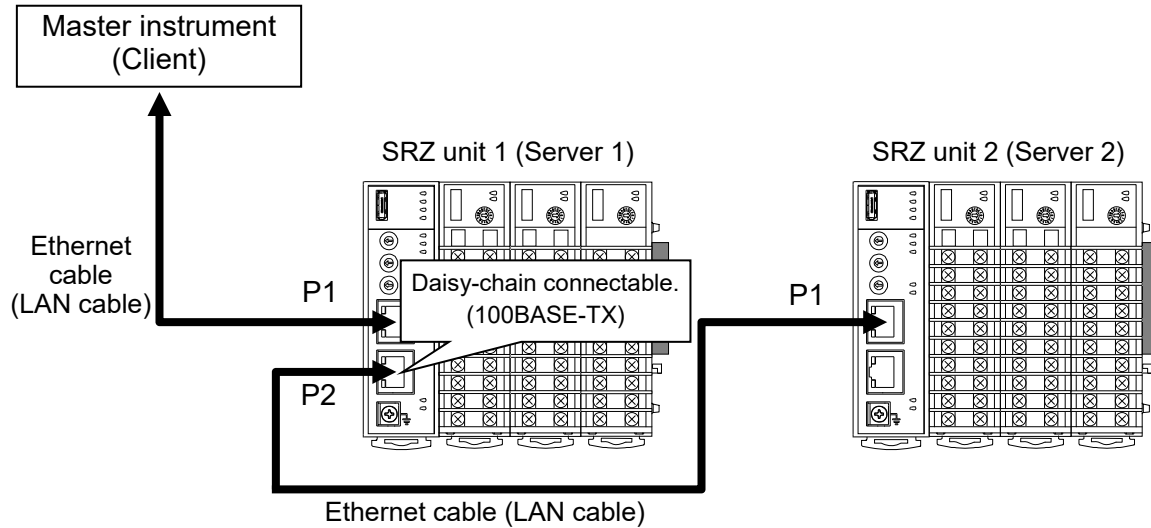 Master instrument
(Client)
SRZ unit 1 (Server 1)
SRZ unit 2 (Server 2)
Ethernet
cable
(LAN cable)
P1
Daisy-chain connectable.
(100BASE-TX)
P1
P2
Ethernet cable (LAN cable)